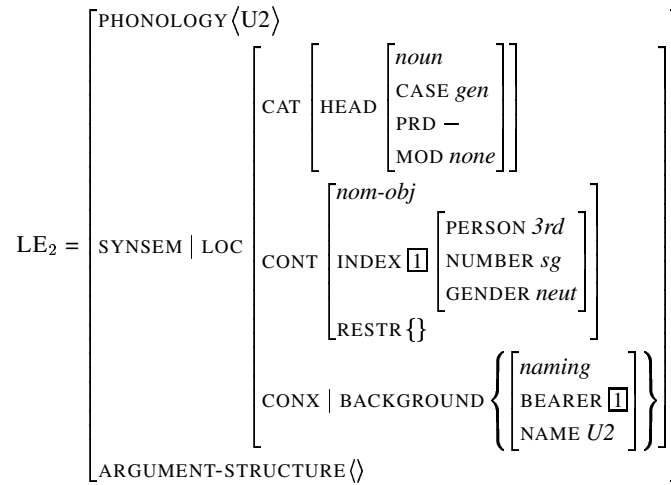 PHONOLOGY ⟨U2⟩
noun
CASE gen
CAT HEAD
PRD −
MOD none
nom-obj
PERSON 3rd
LE2 = SYNSEM | LOC CONT INDEX 1 NUMBER sg
GENDER neut
RESTR {}
naming
CONX | BACKGROUND { BEARER 1 }
NAME U2
ARGUMENT-STRUCTURE ⟨⟩